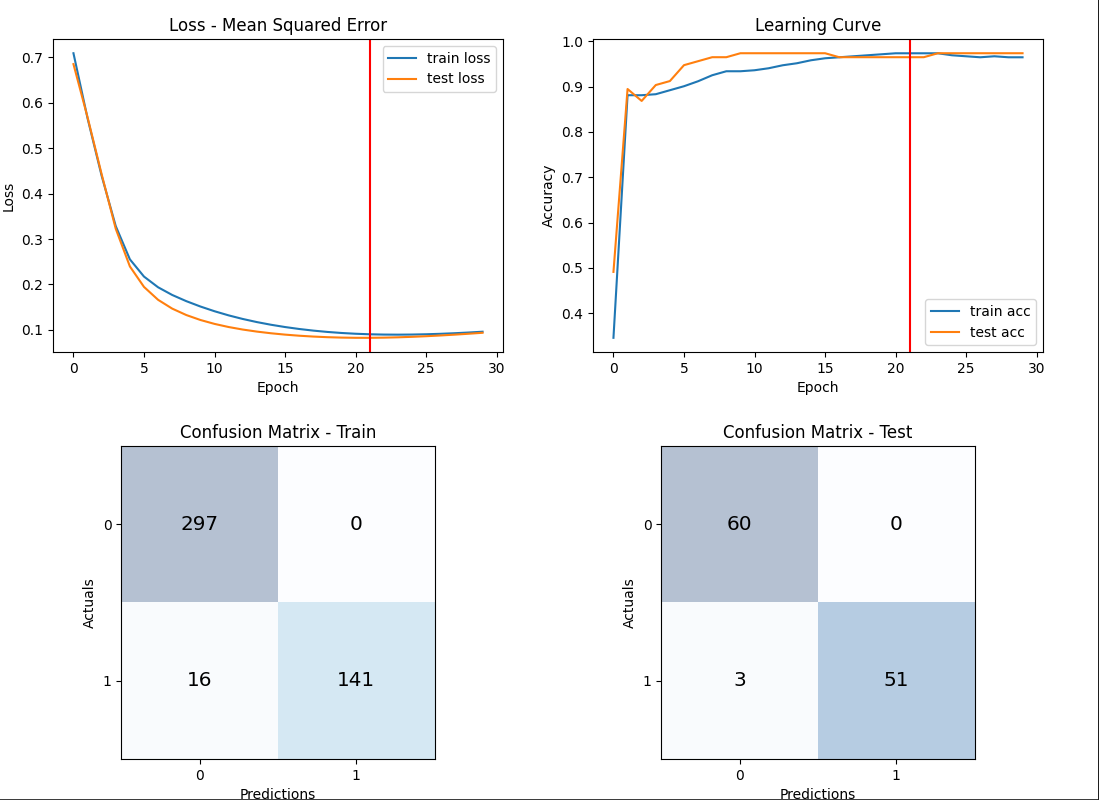 Loss - Mean Squared Error
0.7
0.6
0.5
0.4
0.3
0.2
0.1
Loss
train loss
test loss
0 5 10 15 20 25 30
Epoch
Learning Curve
1.0
0.9
0.8
0.7
0.6
0.5
0.4
Accuracy
train acc
test acc
0 5 10 15 20 25 30
Epoch
Confusion Matrix - Train
0
1
Actuals
297 0
16 141
0 1
Predictions
Confusion Matrix - Test
0
1
Actuals
60 0
3 51
0 1
Predictions